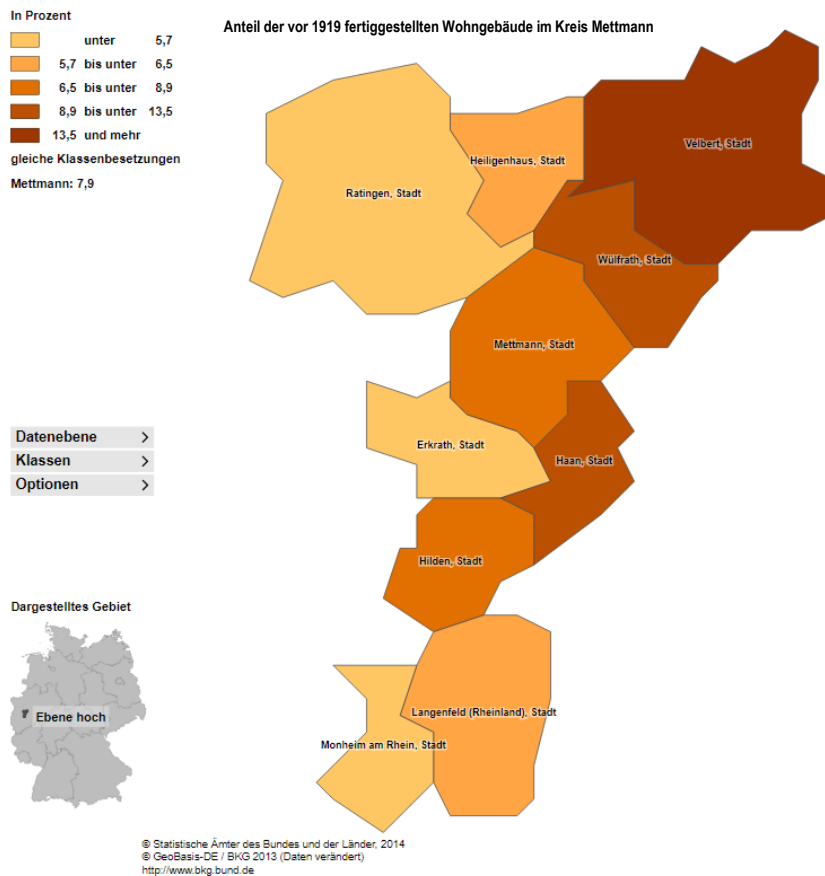 In Prozent
Anteil der vor 1919 fertiggestellten Wohngebäude im Kreis Mettmann
unter 5,7
5,7 bis unter 6,5
6,5 bis unter 8,9
8,9 bis unter 13,5
13,5 und mehr
gleiche Klassenbesetzungen
Mettmann: 7,9
Velbert, Stadt
Heiligenhaus, Stadt
Ratingen, Stadt
Wülfrath, Stadt
Mettmann, Stadt
Erkrath, Stadt
Haan, Stadt
Hilden, Stadt
Langenfeld (Rheinland), Stadt
Monheim am Rhein, Stadt
Datenebene
Klassen
Optionen
Dargestelltes Gebiet
Ebene hoch
© Statistische Ämter des Bundes und der Länder, 2014
© GeoBasis-DE / BKG 2013 (Daten verändert)
http://www.bkg.bund.de